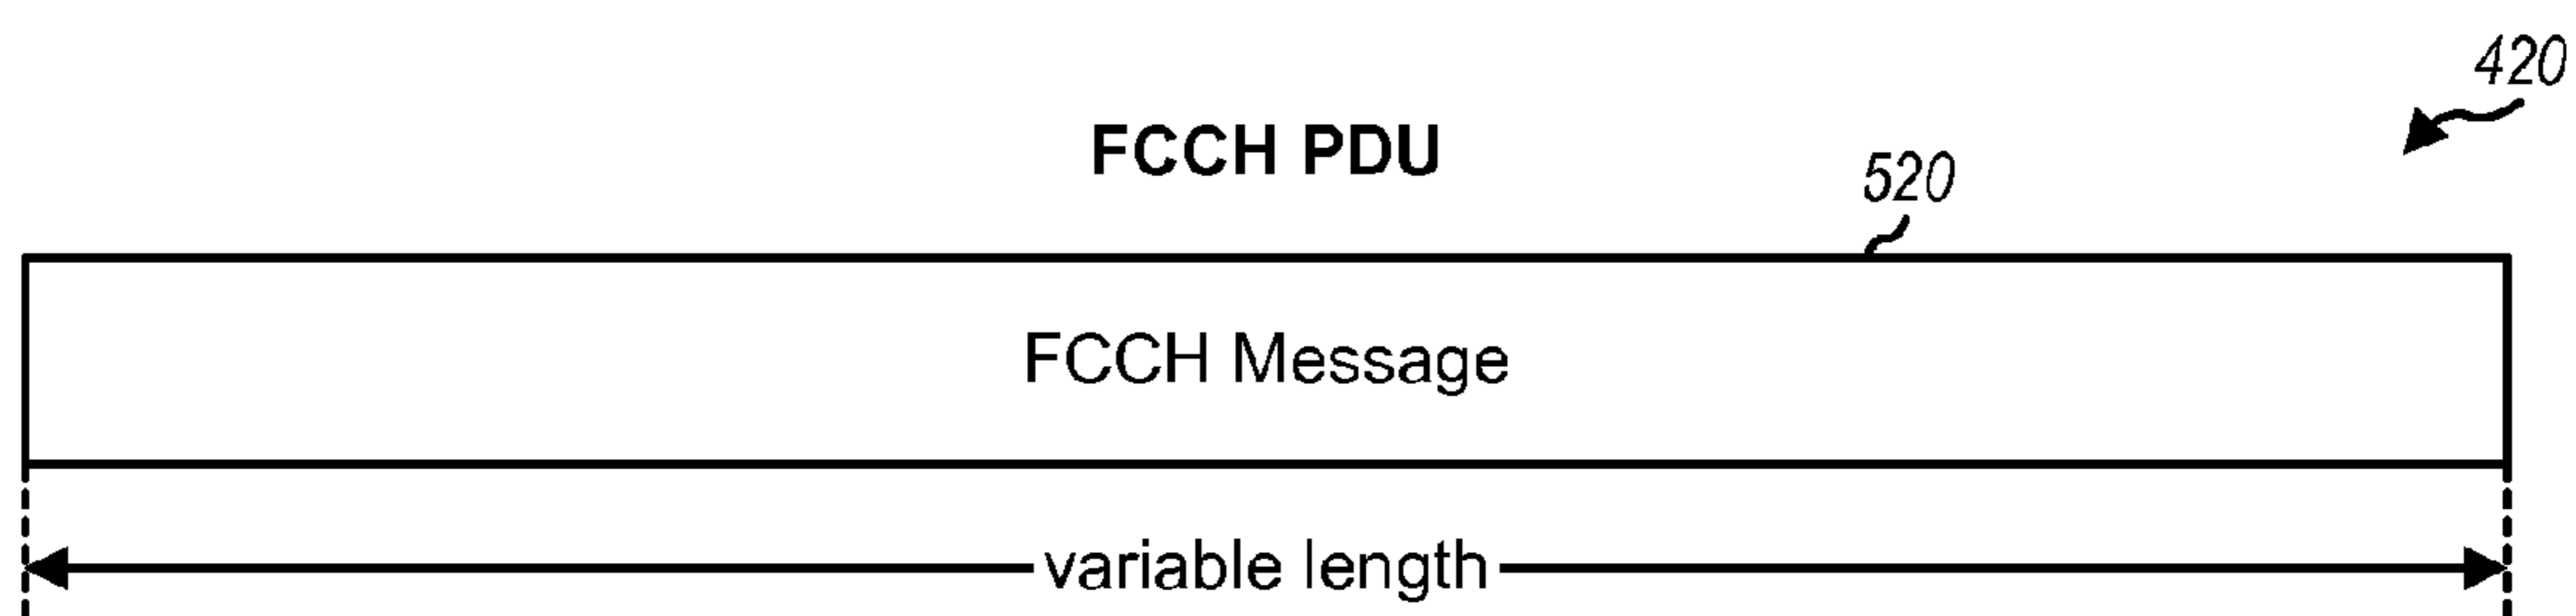 420
FCCH PDU
520
FCCH Message
variable length